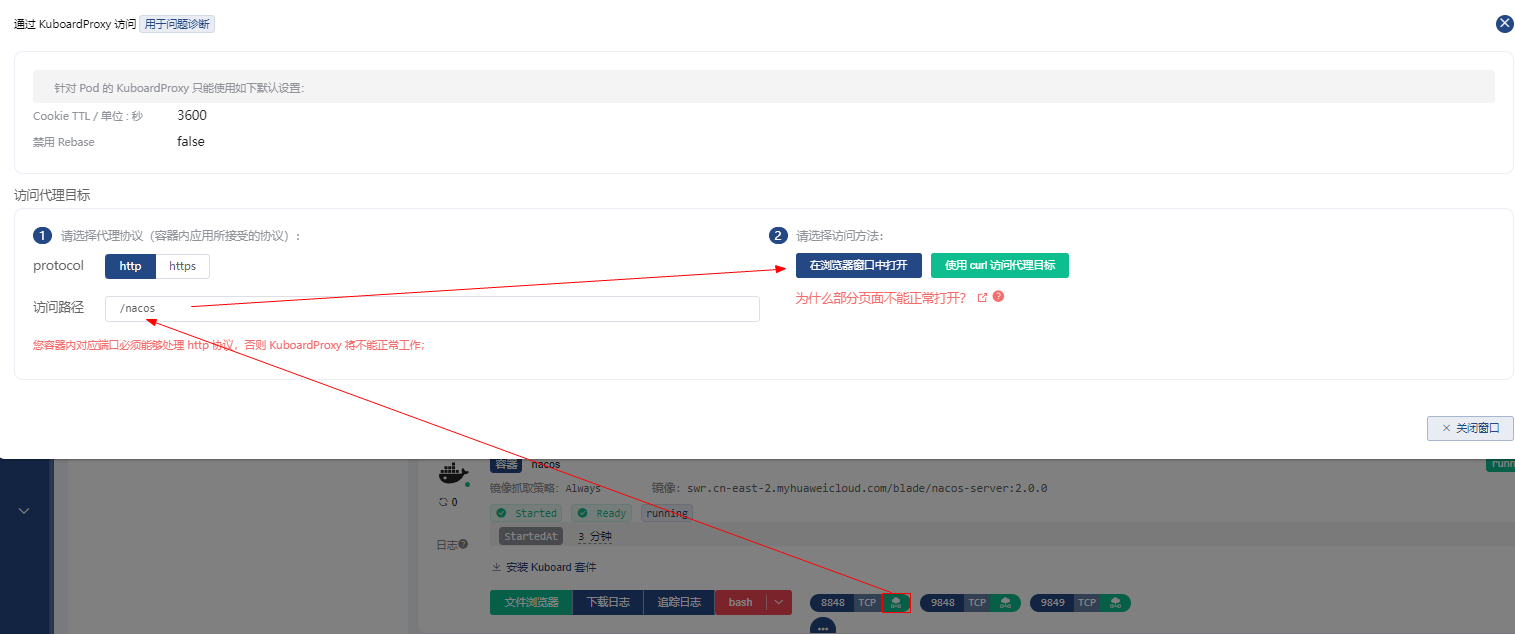 通过 KuboardProxy 访问 用于问题诊断
针对 Pod 的 KuboardProxy 只能使用如下默认设置:
Cookie TTL / 单位 : 秒 3600
禁用 Rebase false
访问代理目标
1 请选择代理协议（容器内应用所接受的协议）:
protocol http https
访问路径 /nacos
您容器内对应端口必须能够处理 http 协议，否则 KuboardProxy 将不能正常工作;
2 请选择访问方法:
在浏览器窗口中打开 使用 curl 访问代理目标
为什么部分页面不能正常打开?
关闭窗口
容器 nacos
镜像抓取策略: Always 镜像: swr.cn-east-2.myhuaweicloud.com/blade/nacos-server:2.0.0
0
Started Ready running
StartedAt 3 分钟
日志
安装 Kuboard 套件
文件浏览器 下载日志 追踪日志 bash 8848 TCP 9848 TCP 9849 TCP